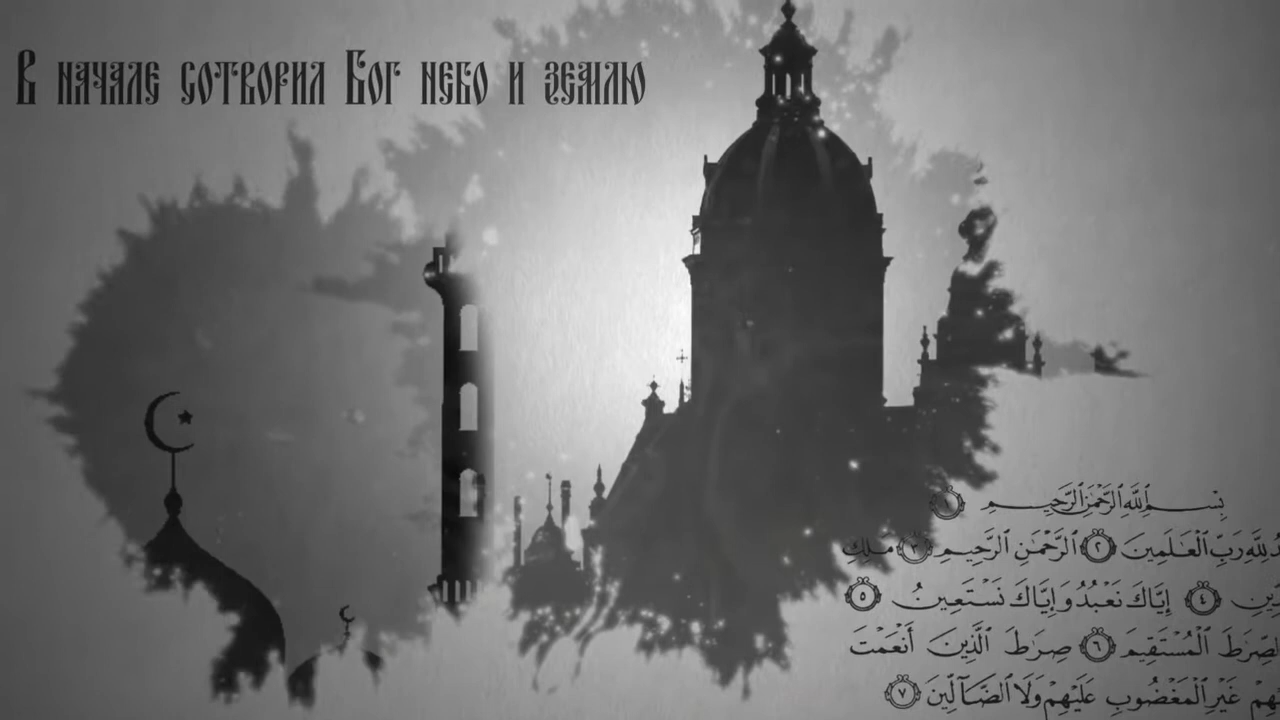 В начале сотворил Бог небо и землю
بِسْمِ ٱللَّهِ ٱلرَّحْمَٰنِ ٱلرَّحِيمِ ١
لِلَّهِ رَبِّ ٱلْعَٰلَمِينَ ٢ ٱلرَّحْمَٰنِ ٱلرَّحِيمِ ٣ مَٰلِكِ
٤ إِيَّاكَ نَعْبُدُ وَإِيَّاكَ نَسْتَعِينُ ٥
ٱلصِّرَٰطَ ٱلْمُسْتَقِيمَ ٦ صِرَٰطَ ٱلَّذِينَ أَنْعَمْتَ
غَيْرِ ٱلْمَغْضُوبِ عَلَيْهِمْ وَلَا ٱلضَّآلِّينَ ٧